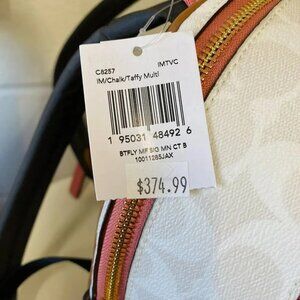 C8257 IMTVC
IM/Chalk/Taffy Multi
1 95031 48492 6
BTFLY MF SIG MN CT B
10011285JAX
$374.99